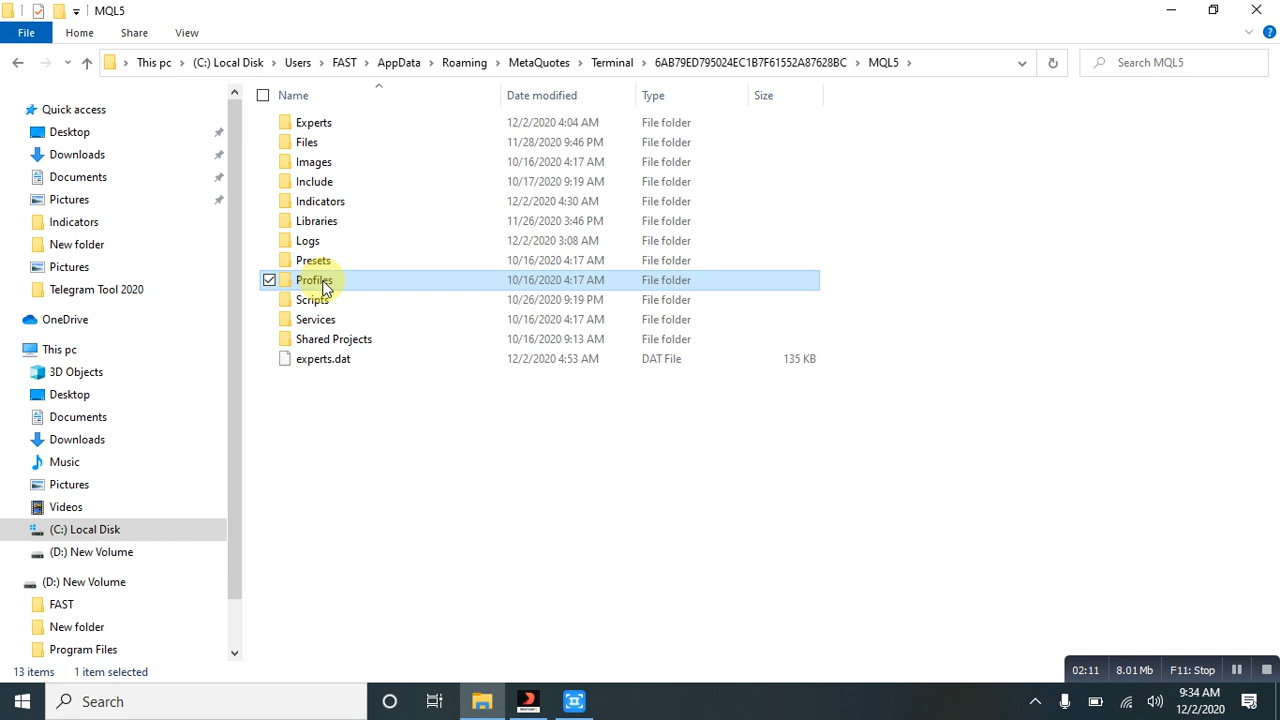 MQL5
File Home Share View
This pc (C:) Local Disk Users FAST AppData Roaming MetaQuotes Terminal 6AB79ED795024EC1B7F61552A87628BC MQL5
Search MQL5
Name Date modified Type Size
Quick access
Desktop
Downloads
Documents
Pictures
Indicators
New folder
Pictures
Telegram Tool 2020
OneDrive
This pc
3D Objects
Desktop
Documents
Downloads
Music
Pictures
Videos
(C:) Local Disk
(D:) New Volume
(D:) New Volume
FAST
New folder
Program Files
Experts 12/2/2020 4:04 AM File folder
Files 11/28/2020 9:46 PM File folder
Images 10/16/2020 4:17 AM File folder
Include 10/17/2020 9:19 AM File folder
Indicators 12/2/2020 4:30 AM File folder
Libraries 11/26/2020 3:46 PM File folder
Logs 12/2/2020 3:08 AM File folder
Presets 10/16/2020 4:17 AM File folder
Profiles 10/16/2020 4:17 AM File folder
Scripts 10/26/2020 9:19 PM File folder
Services 10/16/2020 4:17 AM File folder
Shared Projects 10/16/2020 9:13 AM File folder
experts.dat 12/2/2020 4:53 AM DAT File 135 KB
13 items 1 item selected
02:11 8.01 Mb F11: Stop
Search
9:34 AM
12/2/2020